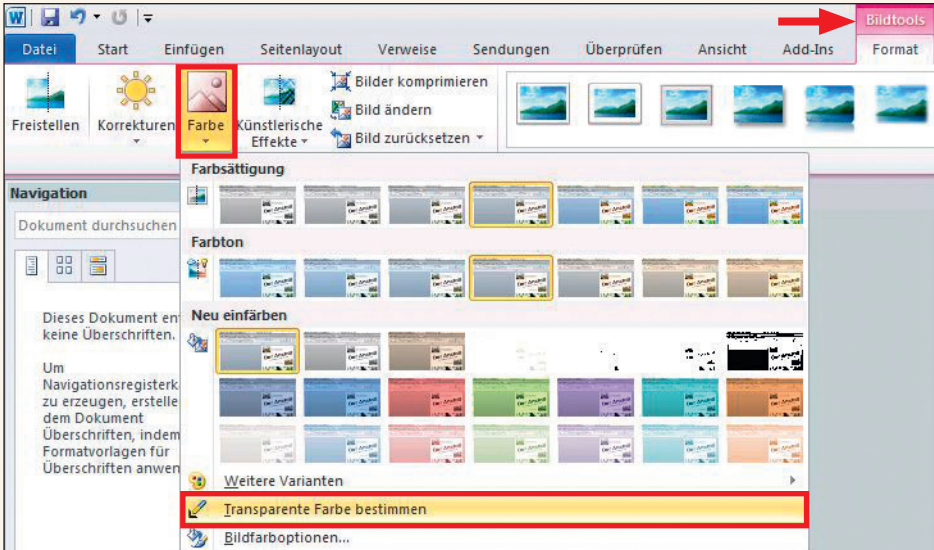 W
Bildtools
Datei Start Einfügen Seitenlayout Verweise Sendungen Überprüfen Ansicht Add-Ins Format
Freistellen
Korrekturen
Farbe
Künstlerische
Effekte
Bilder komprimieren
Bild ändern
Bild zurücksetzen
Navigation
Dokument durchsuchen
Dieses Dokument en
keine Überschriften.
Um
Navigationsregisterk
zu erzeugen, erstelle
dem Dokument
Überschriften, indem
Formatvorlagen für
Überschriften anwen
Farbsättigung
Farbton
Neu einfärben
Weitere Varianten
Transparente Farbe bestimmen
Bildfarboptionen...